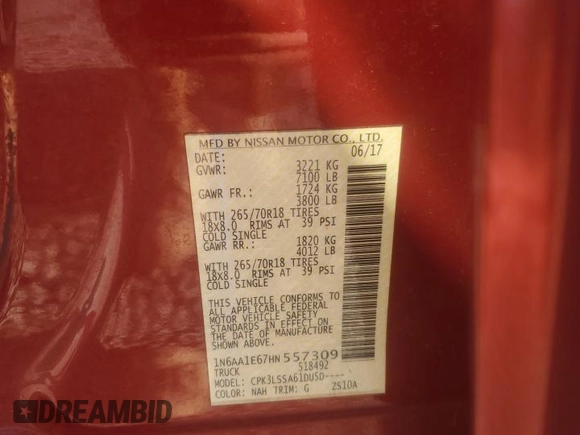 MFD BY NISSAN MOTOR CO., LTD.
DATE: 06/17
GVWR: 3221 KG
7100 LB
GAWR FR.: 1724 KG
3800 LB
WITH 265/70R18 TIRES
18X8.0 RIMS AT 39 PSI
COLD SINGLE
GAWR RR.: 1820 KG
4012 LB
WITH 265/70R18 TIRES
18X8.0 RIMS AT 39 PSI
COLD SINGLE
THIS VEHICLE CONFORMS TO
ALL APPLICABLE FEDERAL
MOTOR VEHICLE SAFETY
STANDARDS IN EFFECT ON
THE DATE OF MANUFACTURE
SHOWN ABOVE.
1N6AA1E67HN557309
TRUCK 518492
MODEL: CPK3LSSA61DU5D----
COLOR: NAH TRIM: G ZS10A
DREAMBID